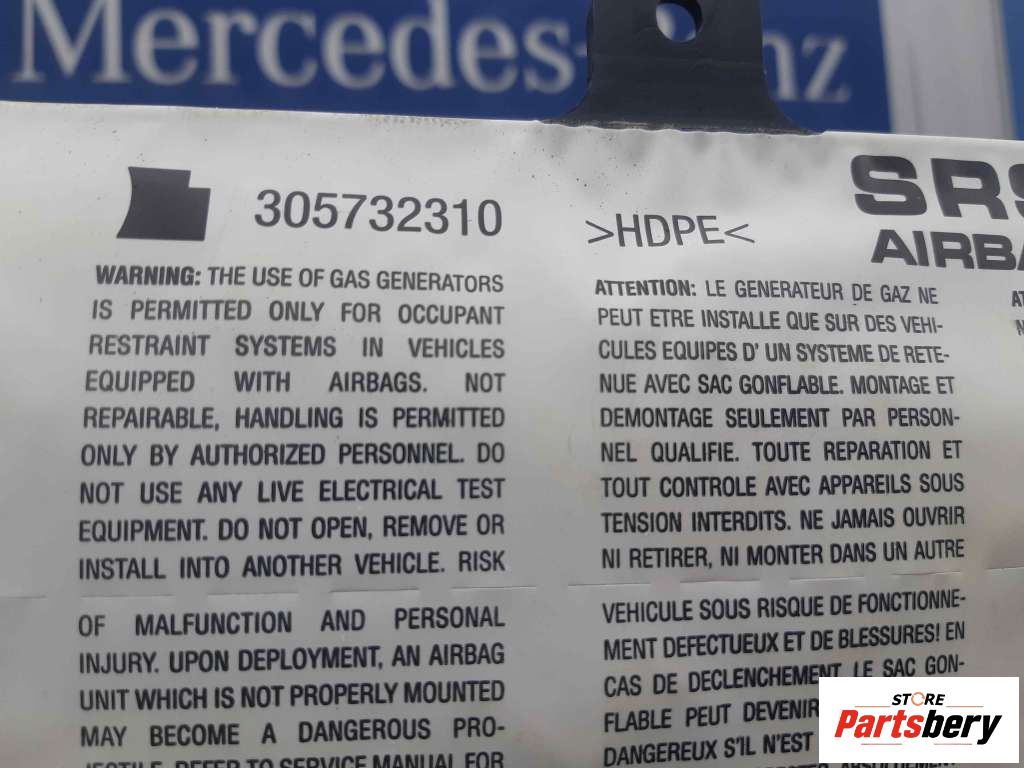 Mercedes-
305732310
>HDPE<
SRS
AIRBA
WARNING: THE USE OF GAS GENERATORS
IS PERMITTED ONLY FOR OCCUPANT
RESTRAINT SYSTEMS IN VEHICLES
EQUIPPED WITH AIRBAGS. NOT
REPAIRABLE, HANDLING IS PERMITTED
ONLY BY AUTHORIZED PERSONNEL. DO
NOT USE ANY LIVE ELECTRICAL TEST
EQUIPMENT. DO NOT OPEN, REMOVE OR
INSTALL INTO ANOTHER VEHICLE. RISK
OF MALFUNCTION AND PERSONAL
INJURY. UPON DEPLOYMENT, AN AIRBAG
UNIT WHICH IS NOT PROPERLY MOUNTED
MAY BECOME A DANGEROUS PRO-
JECTILE. REFER TO SERVICE MANUAL FOR
ATTENTION: LE GENERATEUR DE GAZ NE
PEUT ETRE INSTALLE QUE SUR DES VEHI-
CULES EQUIPES D' UN SYSTEME DE RETE-
NUE AVEC SAC GONFLABLE. MONTAGE ET
DEMONTAGE SEULEMENT PAR PERSON-
NEL QUALIFIE. TOUTE REPARATION ET
TOUT CONTROLE AVEC APPAREILS SOUS
TENSION INTERDITS. NE JAMAIS OUVRIR
NI RETIRER, NI MONTER DANS UN AUTRE
VEHICULE SOUS RISQUE DE FONCTIONNE-
MENT DEFECTUEUX ET DE BLESSURES! EN
CAS DE DECLENCHEMENT, LE SAC GON-
FLABLE PEUT DEVENIR
DANGEREUX S'IL N'EST
STORE
Partsbery